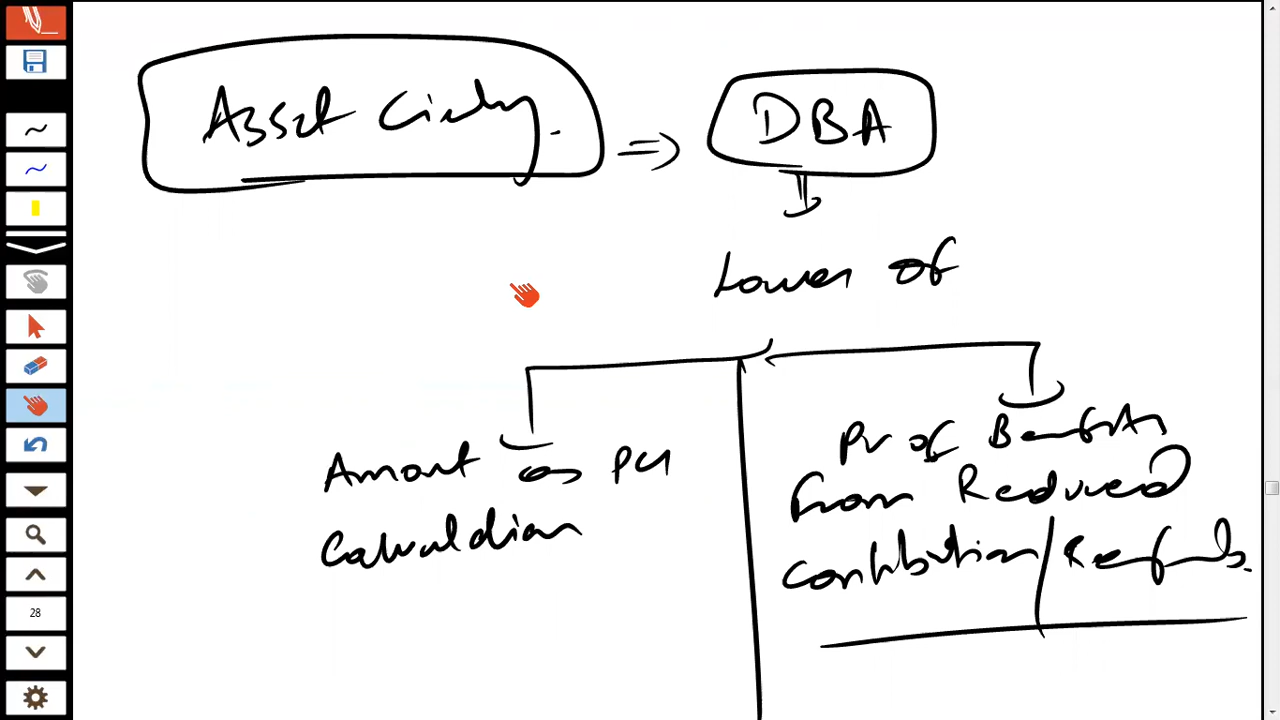 Asset Ceiling. => DBA
Lower of
Amount as per
Calculation
PV of Benefits
from Reduced
Contribution/Refunds.
28